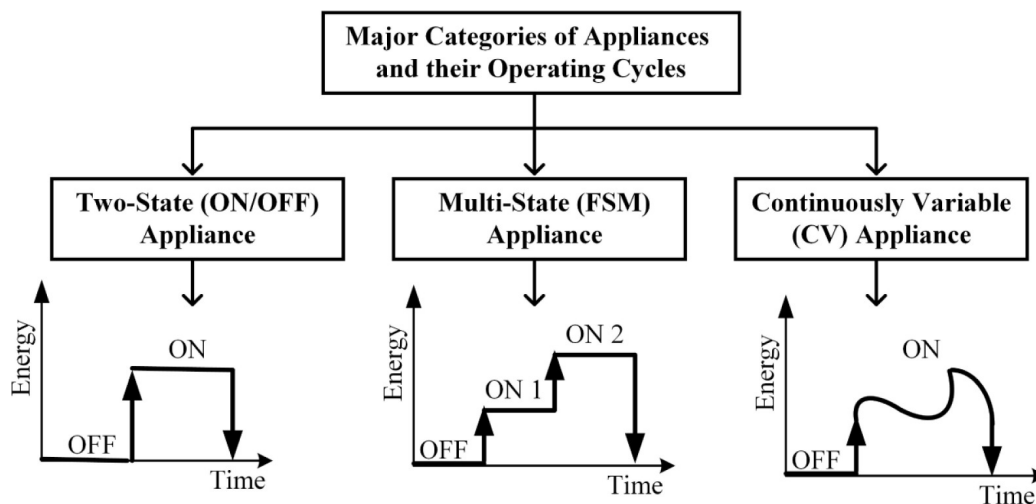 Major Categories of Appliances
and their Operating Cycles
Two-State (ON/OFF)
Appliance
Multi-State (FSM)
Appliance
Continuously Variable
(CV) Appliance
Energy
ON
OFF
Time
Energy
ON 2
ON 1
OFF
Time
Energy
ON
OFF
Time